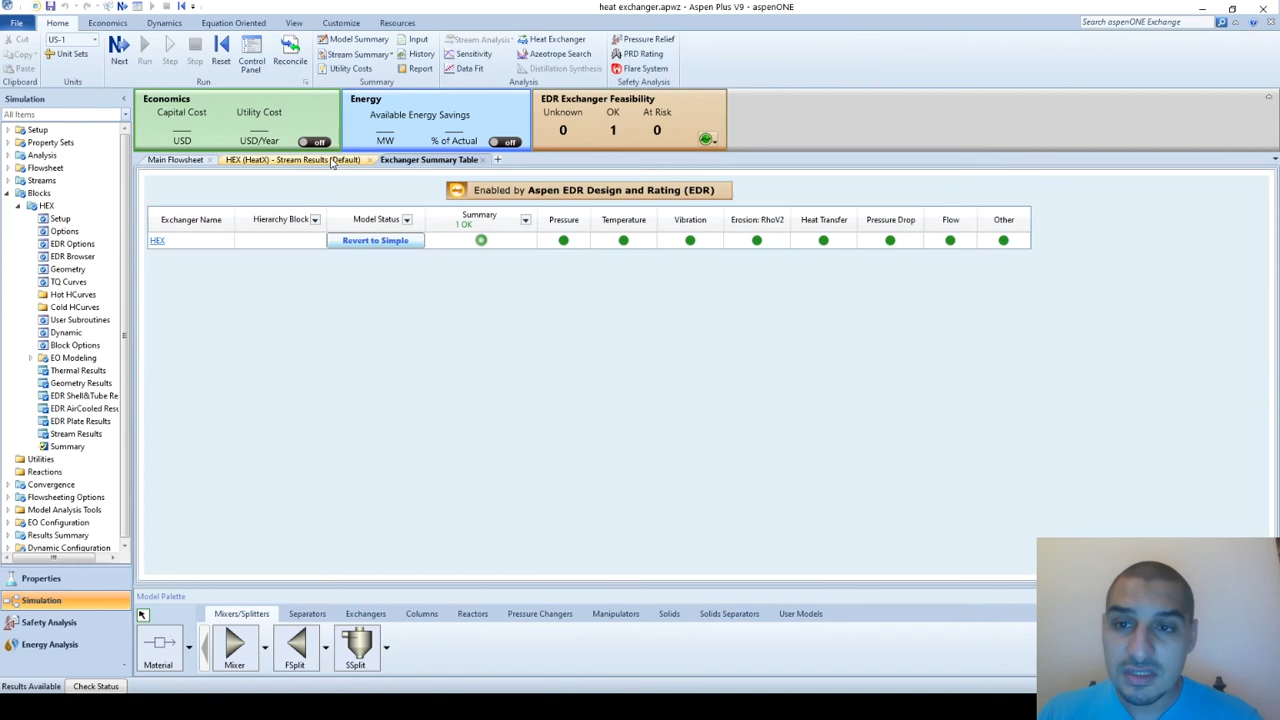 heat exchanger.apwz - Aspen Plus V9 - aspenONE
File Home Economics Dynamics Equation Oriented View Customize Resources
Search aspenONE Exchange
Cut US-1 Next Run Step Stop Reset Control Panel Reconcile Model Summary Input Stream Analysis Heat Exchanger Pressure Relief
Copy Unit Sets Stream Summary History Sensitivity Azeotrope Search PRD Rating
Paste Utility Costs Report Data Fit Distillation Synthesis Flare System
Clipboard Units Run Summary Analysis Safety Analysis
Simulation
All Items
Setup
Property Sets
Analysis
Flowsheet
Streams
Blocks
HEX
Setup
Options
EDR Options
EDR Browser
Geometry
TQ Curves
Hot HCurves
Cold HCurves
User Subroutines
Dynamic
Block Options
EO Modeling
Thermal Results
Geometry Results
EDR Shell&Tube Re
EDR AirCooled Resu
EDR Plate Results
Stream Results
Summary
Utilities
Reactions
Convergence
Flowsheeting Options
Model Analysis Tools
EO Configuration
Results Summary
Dynamic Configuration
Properties
Simulation
Safety Analysis
Energy Analysis
Economics
Capital Cost Utility Cost
USD USD/Year off
Energy
Available Energy Savings
MW % of Actual off
EDR Exchanger Feasibility
Unknown OK At Risk
0 1 0
Main Flowsheet HEX (HeatX) - Stream Results (Default) Exchanger Summary Table
Enabled by Aspen EDR Design and Rating (EDR)
Exchanger Name Hierarchy Block Model Status Summary 1 OK Pressure Temperature Vibration Erosion: RhoV2 Heat Transfer Pressure Drop Flow Other
HEX Revert to Simple
Model Palette
Mixers/Splitters Separators Exchangers Columns Reactors Pressure Changers Manipulators Solids Solids Separators User Models
Material Mixer FSplit SSplit
Results Available Check Status